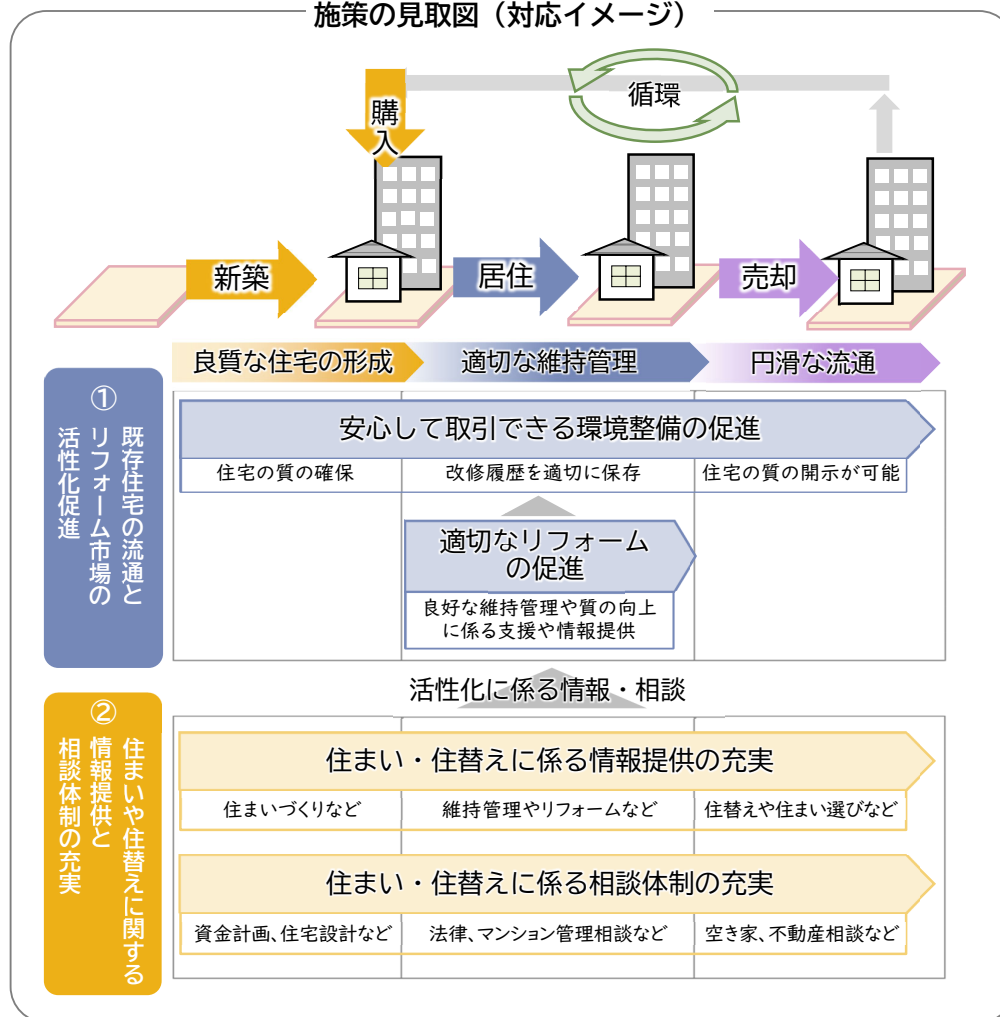 施策の見取図（対応イメージ）
循環
購
入
新築
居住
売却
良質な住宅の形成
適切な維持管理
円滑な流通
①
既存住宅の流通と
リフォーム市場の
活性化促進
安心して取引できる環境整備の促進
住宅の質の確保
改修履歴を適切に保存
住宅の質の開示が可能
適切なリフォーム
の促進
良好な維持管理や質の向上
に係る支援や情報提供
活性化に係る情報・相談
②
住まいや住替えに関する
情報提供と
相談体制の充実
住まい・住替えに係る情報提供の充実
住まいづくりなど
維持管理やリフォームなど
住替えや住まい選びなど
住まい・住替えに係る相談体制の充実
資金計画、住宅設計など
法律、マンション管理相談など
空き家、不動産相談など